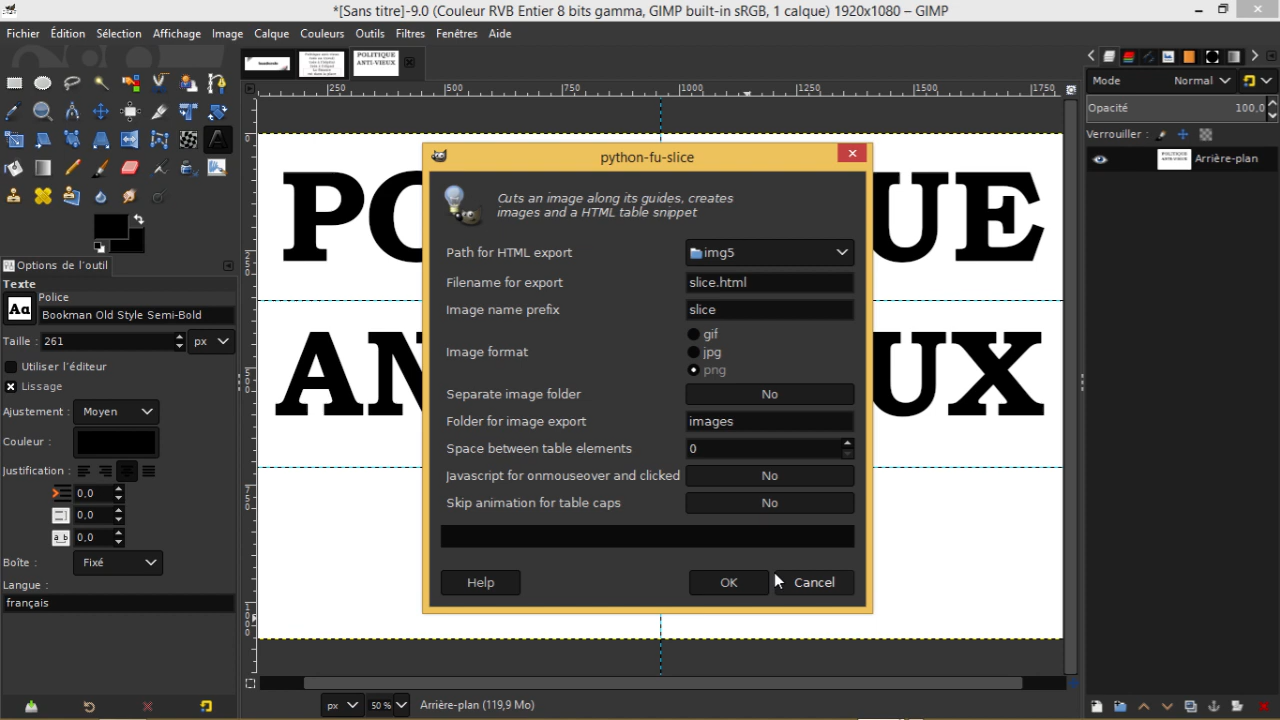 *[Sans titre]-9.0 (Couleur RVB Entier 8 bits gamma, GIMP built-in sRGB, 1 calque) 1920x1080 – GIMP
Fichier Édition Sélection Affichage Image Calque Couleurs Outils Filtres Fenêtres Aide
POLITIQUE
ANTI-VIEUX
250 500 750 1000 1250 1500 1750
Mode Normal
Opacité 100,0
Verrouiller :
Arrière-plan
0
250
500
750
1000
Options de l'outil
Texte
Police
Aa Bookman Old Style Semi-Bold
Taille : 261 px
Utiliser l'éditeur
Lissage
Ajustement : Moyen
Couleur :
Justification :
0,0
0,0
a_b 0,0
Boîte : Fixé
Langue :
français
PO UE
AN UX
python-fu-slice
Cuts an image along its guides, creates
images and a HTML table snippet
Path for HTML export img5
Filename for export slice.html
Image name prefix slice
Image format
gif
jpg
png
Separate image folder No
Folder for image export images
Space between table elements 0
Javascript for onmouseover and clicked No
Skip animation for table caps No
Help OK Cancel
px 50 % Arrière-plan (119,9 Mo)